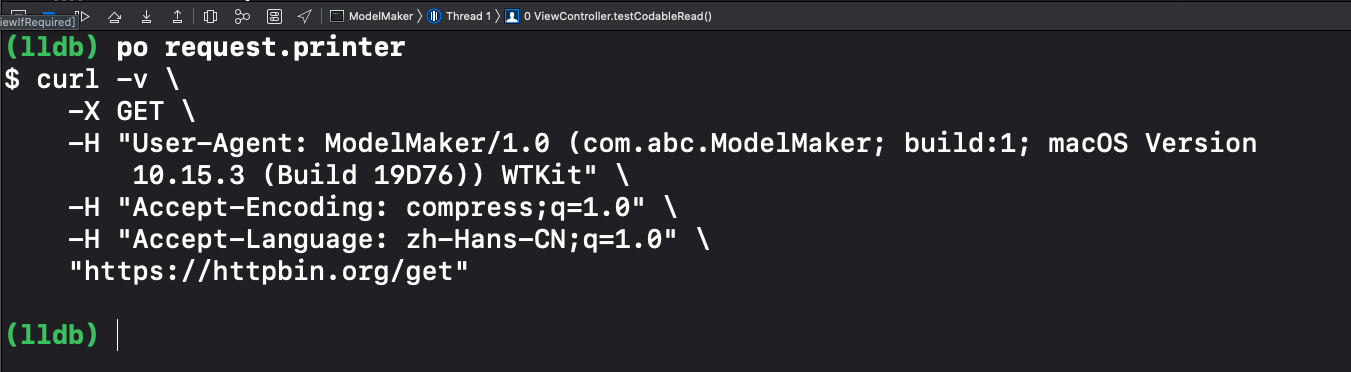 iewIfRequired]
ModelMaker Thread 1 0 ViewController.testCodableRead()
(lldb) po request.printer
$ curl -v \
-X GET \
-H "User-Agent: ModelMaker/1.0 (com.abc.ModelMaker; build:1; macOS Version
10.15.3 (Build 19D76)) WTKit" \
-H "Accept-Encoding: compress;q=1.0" \
-H "Accept-Language: zh-Hans-CN;q=1.0" \
"https://httpbin.org/get"
(lldb)